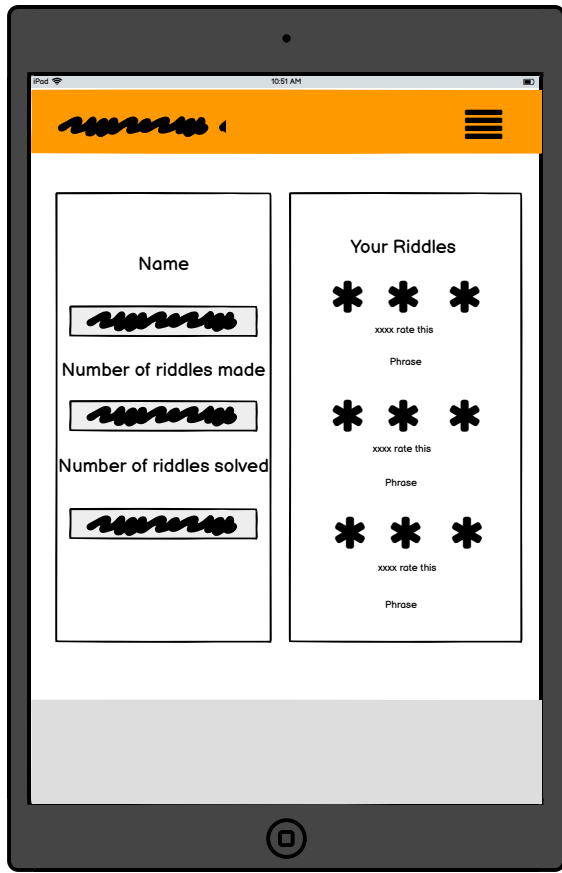 iPad
10:51 AM
Name
Number of riddles made
Number of riddles solved
Your Riddles
xxxx rate this
Phrase
xxxx rate this
Phrase
xxxx rate this
Phrase